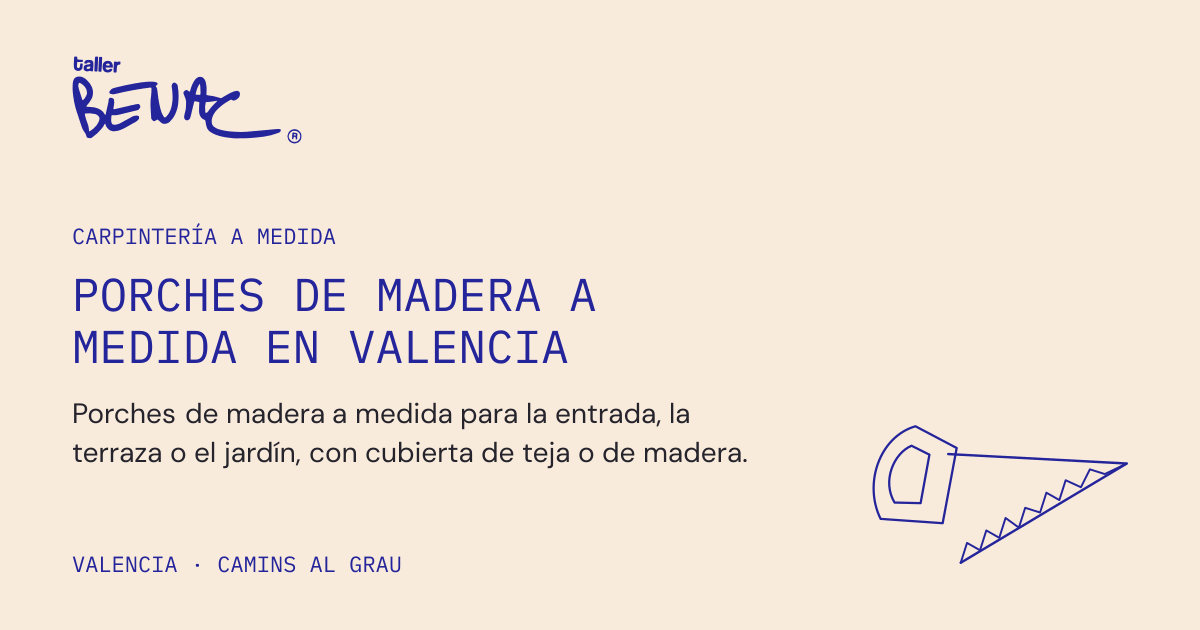 taller
BENAC ®
CARPINTERÍA A MEDIDA
PORCHES DE MADERA A
MEDIDA EN VALENCIA
Porches de madera a medida para la entrada, la
terraza o el jardín, con cubierta de teja o de madera.
VALENCIA · CAMINS AL GRAU